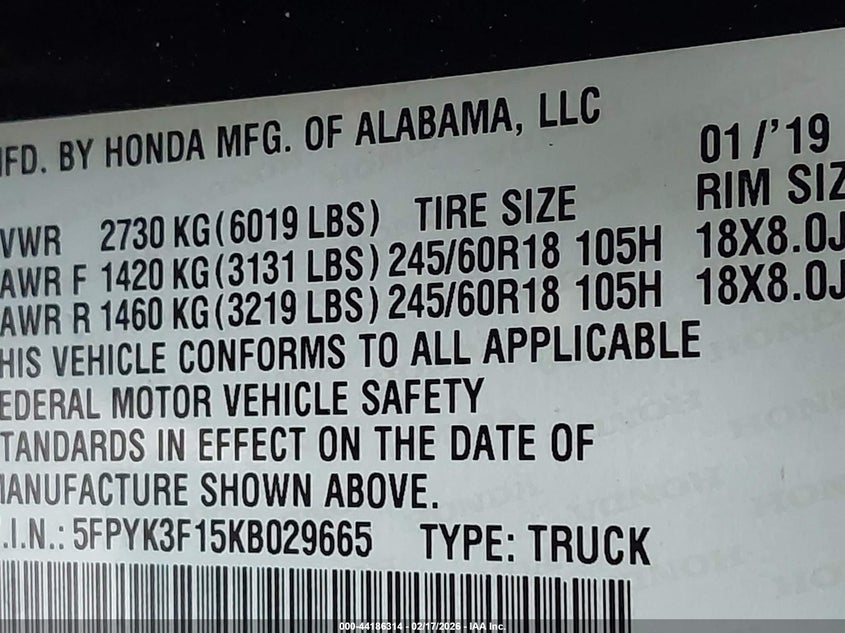 MFD. BY HONDA MFG. OF ALABAMA, LLC 01/'19
VWR 2730 KG (6019 LBS) TIRE SIZE RIM SIZ
AWR F 1420 KG (3131 LBS) 245/60R18 105H 18X8.0J
AWR R 1460 KG (3219 LBS) 245/60R18 105H 18X8.0J
HIS VEHICLE CONFORMS TO ALL APPLICABLE
EDERAL MOTOR VEHICLE SAFETY
TANDARDS IN EFFECT ON THE DATE OF
MANUFACTURE SHOWN ABOVE.
.I.N.: 5FPYK3F15KB029665 TYPE: TRUCK
000-44186314 - 02/17/2026 - IAA Inc.